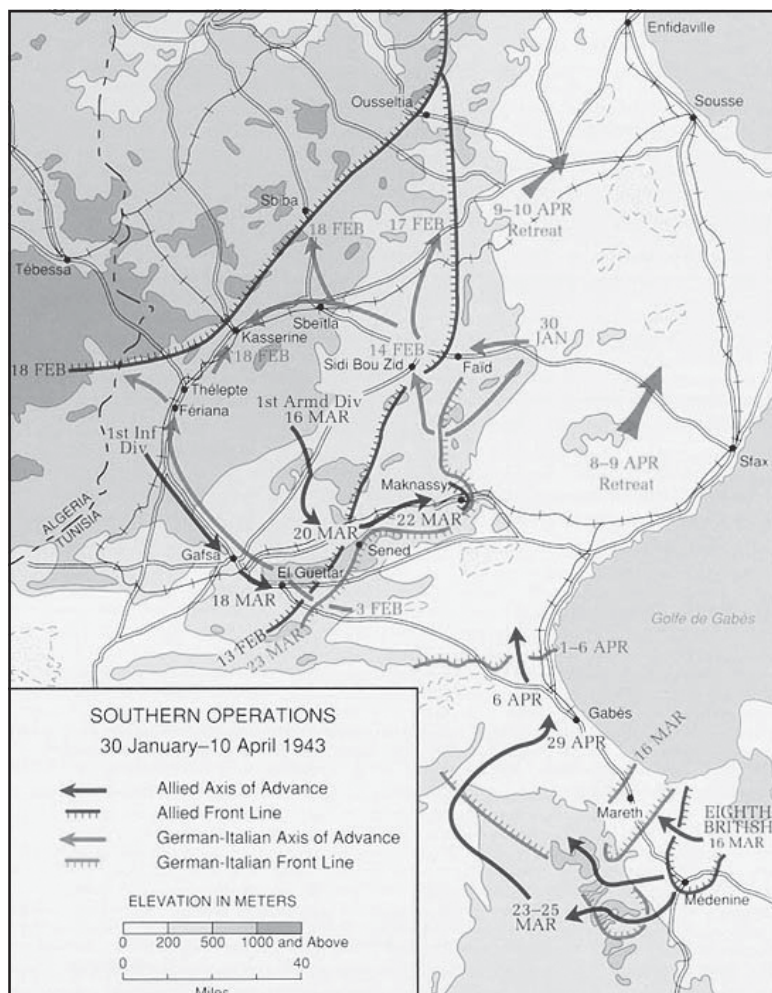 Enfidaville
Ousseltia
Sousse
Sbiba
18 FEB
17 FEB
9–10 APR
Retreat
Tébessa
Sbeïtla
Kasserine
30
JAN
14 FEB
18 FEB
18 FEB
Sidi Bou Zid
Faïd
Thélepte
Fériana
1st Armd Div
16 MAR
1st Inf
Div
8–9 APR
Retreat
Sfax
Maknassy
22 MAR
20 MAR
ALGERIA
TUNISIA
Sened
Gafsa
El Guettar
18 MAR
3 FEB
13 FEB
23 MAR
Golfe de Gabès
1–6 APR
6 APR
Gabès
29 APR
16 MAR
Mareth
EIGHTH
BRITISH
16 MAR
Médenine
23–25
MAR
SOUTHERN OPERATIONS
30 January–10 April 1943
Allied Axis of Advance
Allied Front Line
German-Italian Axis of Advance
German-Italian Front Line
ELEVATION IN METERS
0 200 500 1000 and Above
0 40
Miles